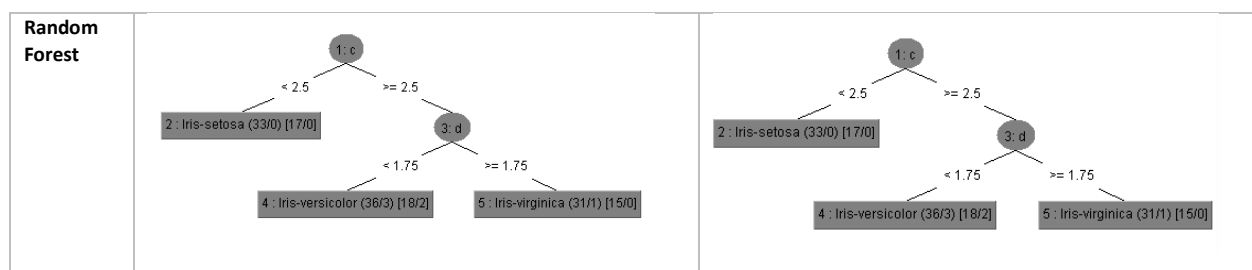 Random
Forest
1: c
< 2.5 >= 2.5
2 : Iris-setosa (33/0) [17/0]
3: d
< 1.75 >= 1.75
4 : Iris-versicolor (36/3) [18/2] 5 : Iris-virginica (31/1) [15/0]
1: c
< 2.5 >= 2.5
2 : Iris-setosa (33/0) [17/0]
3: d
< 1.75 >= 1.75
4 : Iris-versicolor (36/3) [18/2] 5 : Iris-virginica (31/1) [15/0]